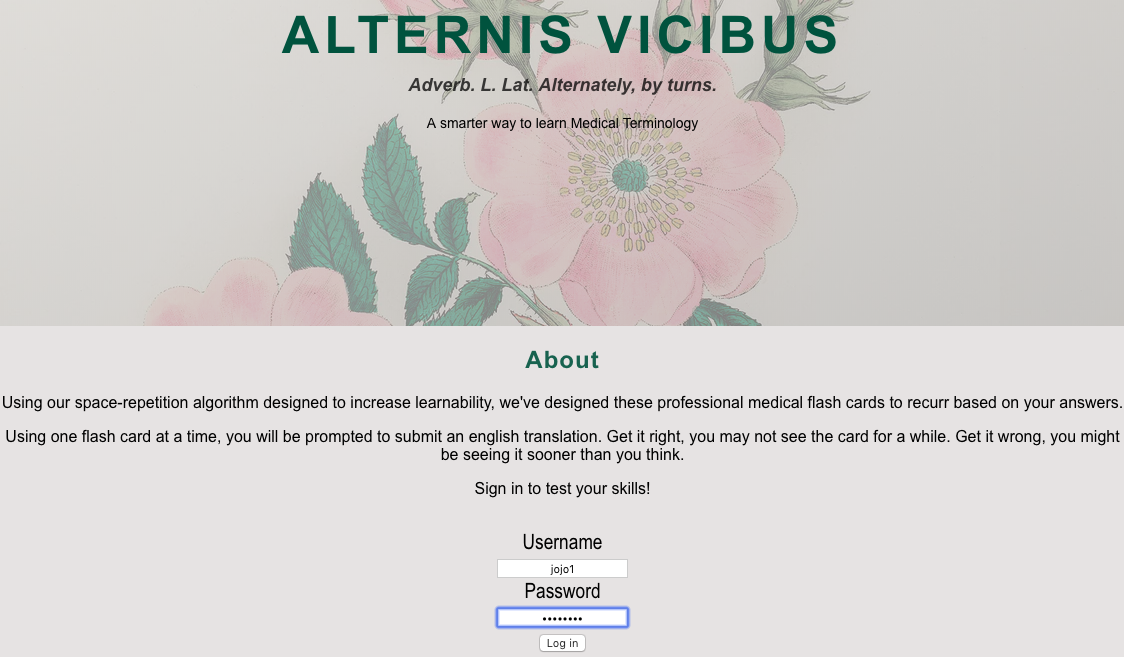 ALTERNIS VICIBUS
Adverb. L. Lat. Alternately, by turns.
A smarter way to learn Medical Terminology
About
Using our space-repetition algorithm designed to increase learnability, we've designed these professional medical flash cards to recurr based on your answers.
Using one flash card at a time, you will be prompted to submit an english translation. Get it right, you may not see the card for a while. Get it wrong, you might
be seeing it sooner than you think.
Sign in to test your skills!
Username
jojo1
Password
••••••••
Log in